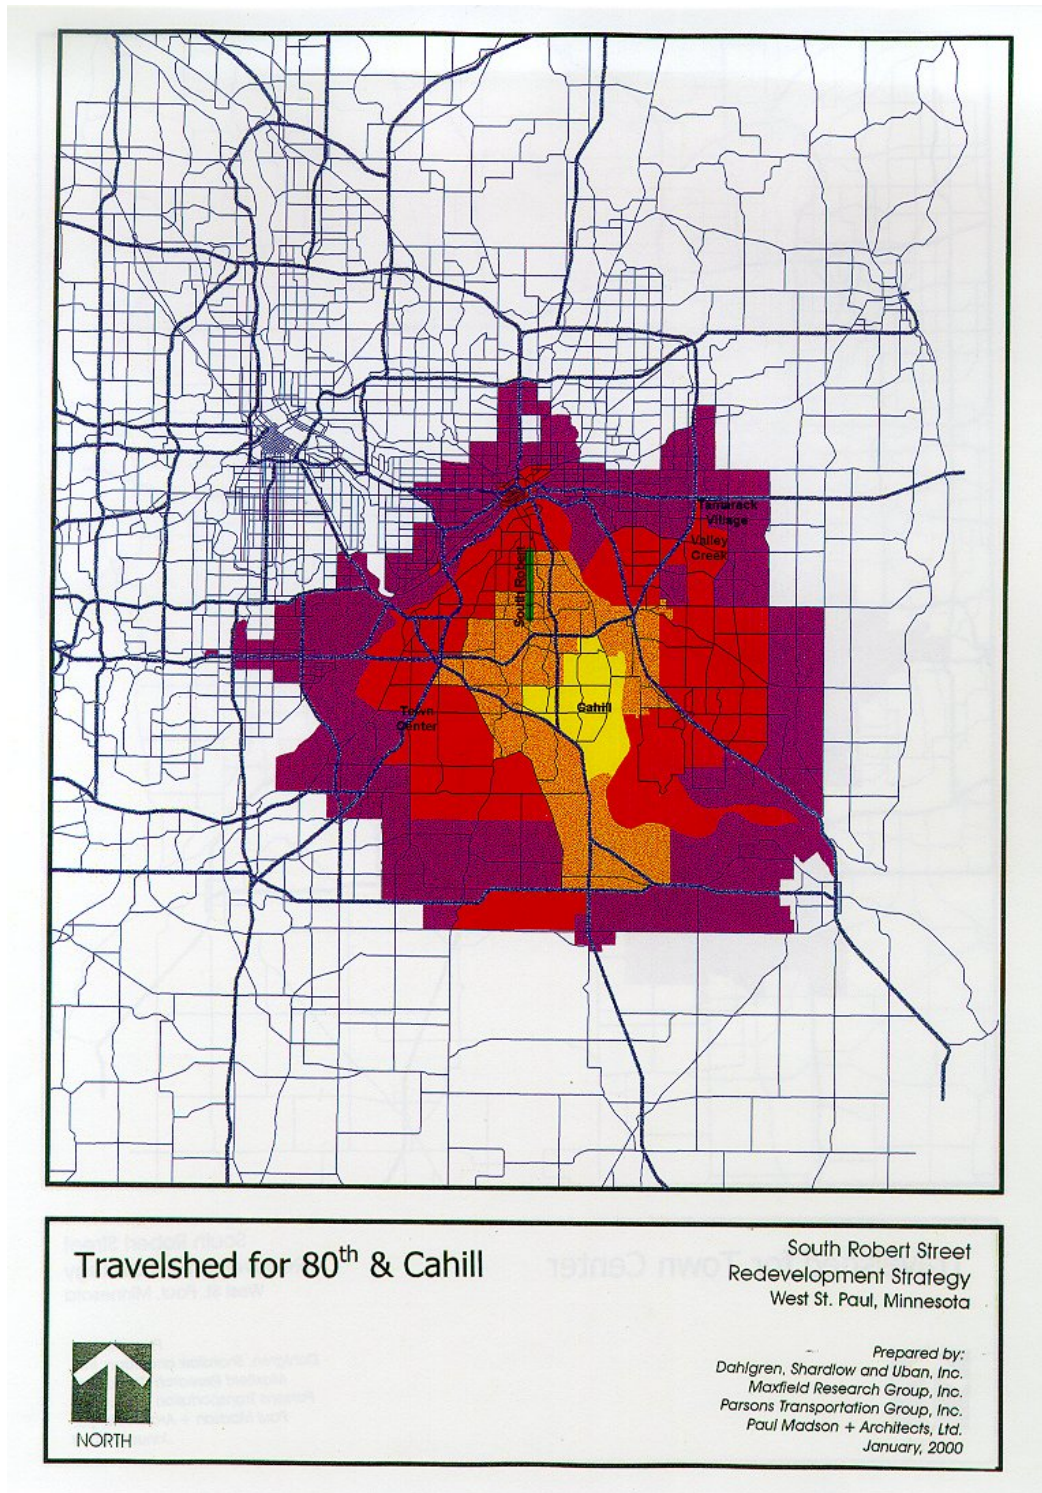 Tamarack
Village
Valley
Creek
South Robert
Cahill
Town
Center
Travelshed for 80th & Cahill
South Robert Street
Redevelopment Strategy
West St. Paul, Minnesota
Prepared by:
Dahlgren, Shardlow and Uban, Inc.
Maxfield Research Group, Inc.
Parsons Transportation Group, Inc.
Paul Madson + Architects, Ltd.
January, 2000
NORTH